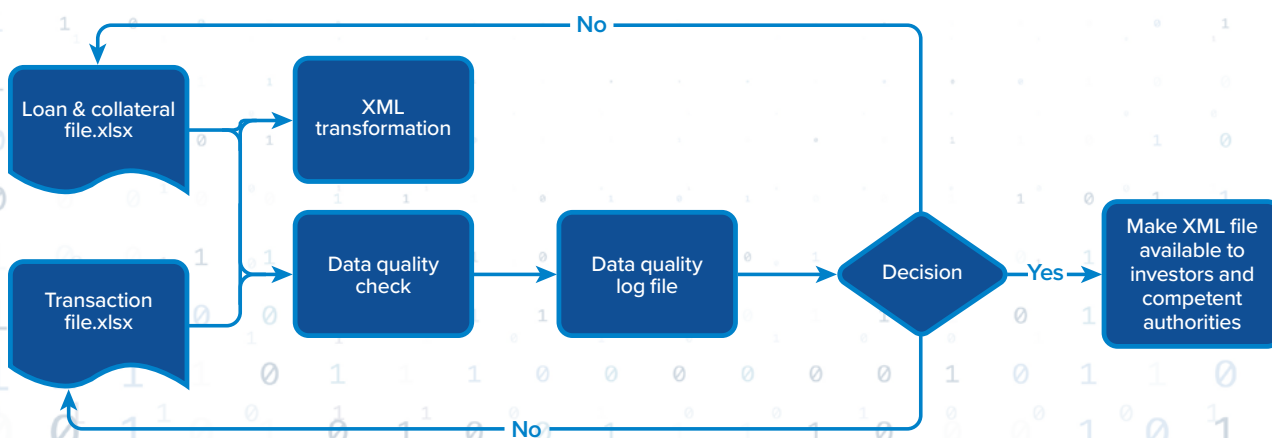 No
Loan & collateral
file.xlsx
XML
transformation
Transaction
file.xlsx
Data quality
check
Data quality
log file
Decision
Yes
Make XML file
available to
investors and
competent
authorities
No